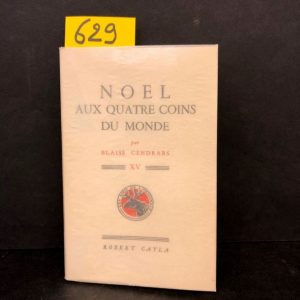 629
NOEL
AUX QUATRE COINS
DU MONDE
par
BLAISE CENDRARS
XV
ROBERT CAYLA